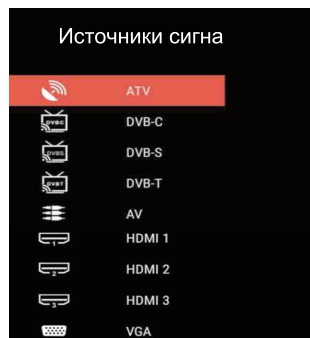 Источники сигна
ATV
DVB-C
DVB-S
DVB-T
AV
HDMI 1
HDMI 2
HDMI 3
VGA